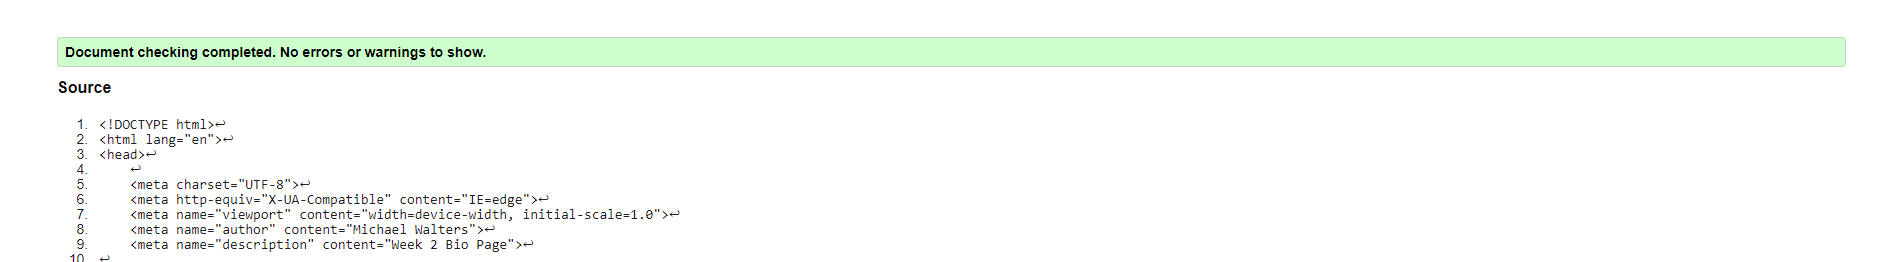 Document checking completed. No errors or warnings to show.
Source
1. <!DOCTYPE html>↩
2. <html lang="en">↩
3. <head>↩
4. ↩
5. <meta charset="UTF-8">↩
6. <meta http-equiv="X-UA-Compatible" content="IE=edge">↩
7. <meta name="viewport" content="width=device-width, initial-scale=1.0">↩
8. <meta name="author" content="Michael Walters">↩
9. <meta name="description" content="Week 2 Bio Page">↩
10 ↩